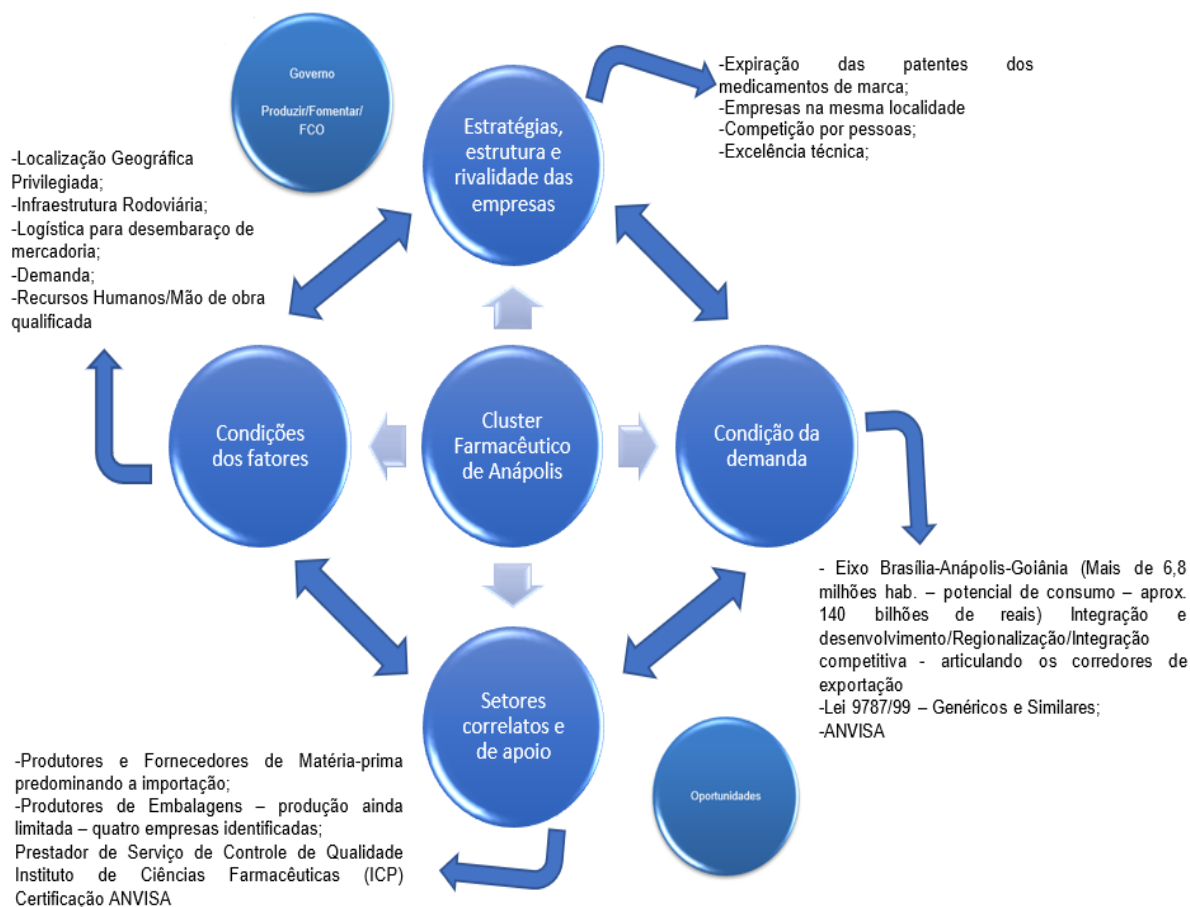 Governo
Produzir/Fomentar/
FCO
Estratégias,
estrutura e
rivalidade das
empresas
-Expiração das patentes dos
medicamentos de marca;
-Empresas na mesma localidade
-Competição por pessoas;
-Excelência técnica;
-Localização Geográfica
Privilegiada;
-Infraestrutura Rodoviária;
-Logística para desembaraço de
mercadoria;
-Demanda;
-Recursos Humanos/Mão de obra
qualificada
Condições
dos fatores
Cluster
Farmacêutico
de Anápolis
Condição da
demanda
- Eixo Brasília-Anápolis-Goiânia (Mais de 6,8
milhões hab. – potencial de consumo – aprox.
140 bilhões de reais) Integração e
desenvolvimento/Regionalização/Integração
competitiva - articulando os corredores de
exportação
-Lei 9787/99 – Genéricos e Similares;
-ANVISA
Setores
correlatos e
de apoio
Oportunidades
-Produtores e Fornecedores de Matéria-prima
predominando a importação;
-Produtores de Embalagens – produção ainda
limitada – quatro empresas identificadas;
Prestador de Serviço de Controle de Qualidade
Instituto de Ciências Farmacêuticas (ICP)
Certificação ANVISA